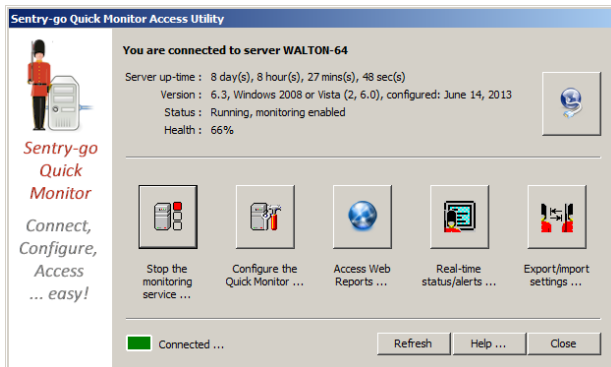 Sentry-go Quick Monitor Access Utility
You are connected to server WALTON-64
Server up-time : 8 day(s), 8 hour(s), 27 mins(s), 48 sec(s)
Version : 6.3, Windows 2008 or Vista (2, 6.0), configured: June 14, 2013
Status : Running, monitoring enabled
Health : 66%
Sentry-go
Quick
Monitor
Connect,
Configure,
Access
... easy!
Stop the
monitoring
service ...
Configure the
Quick Monitor ...
Access Web
Reports ...
Real-time
status/alerts ...
Export/import
settings ...
Connected ...
Refresh
Help ...
Close